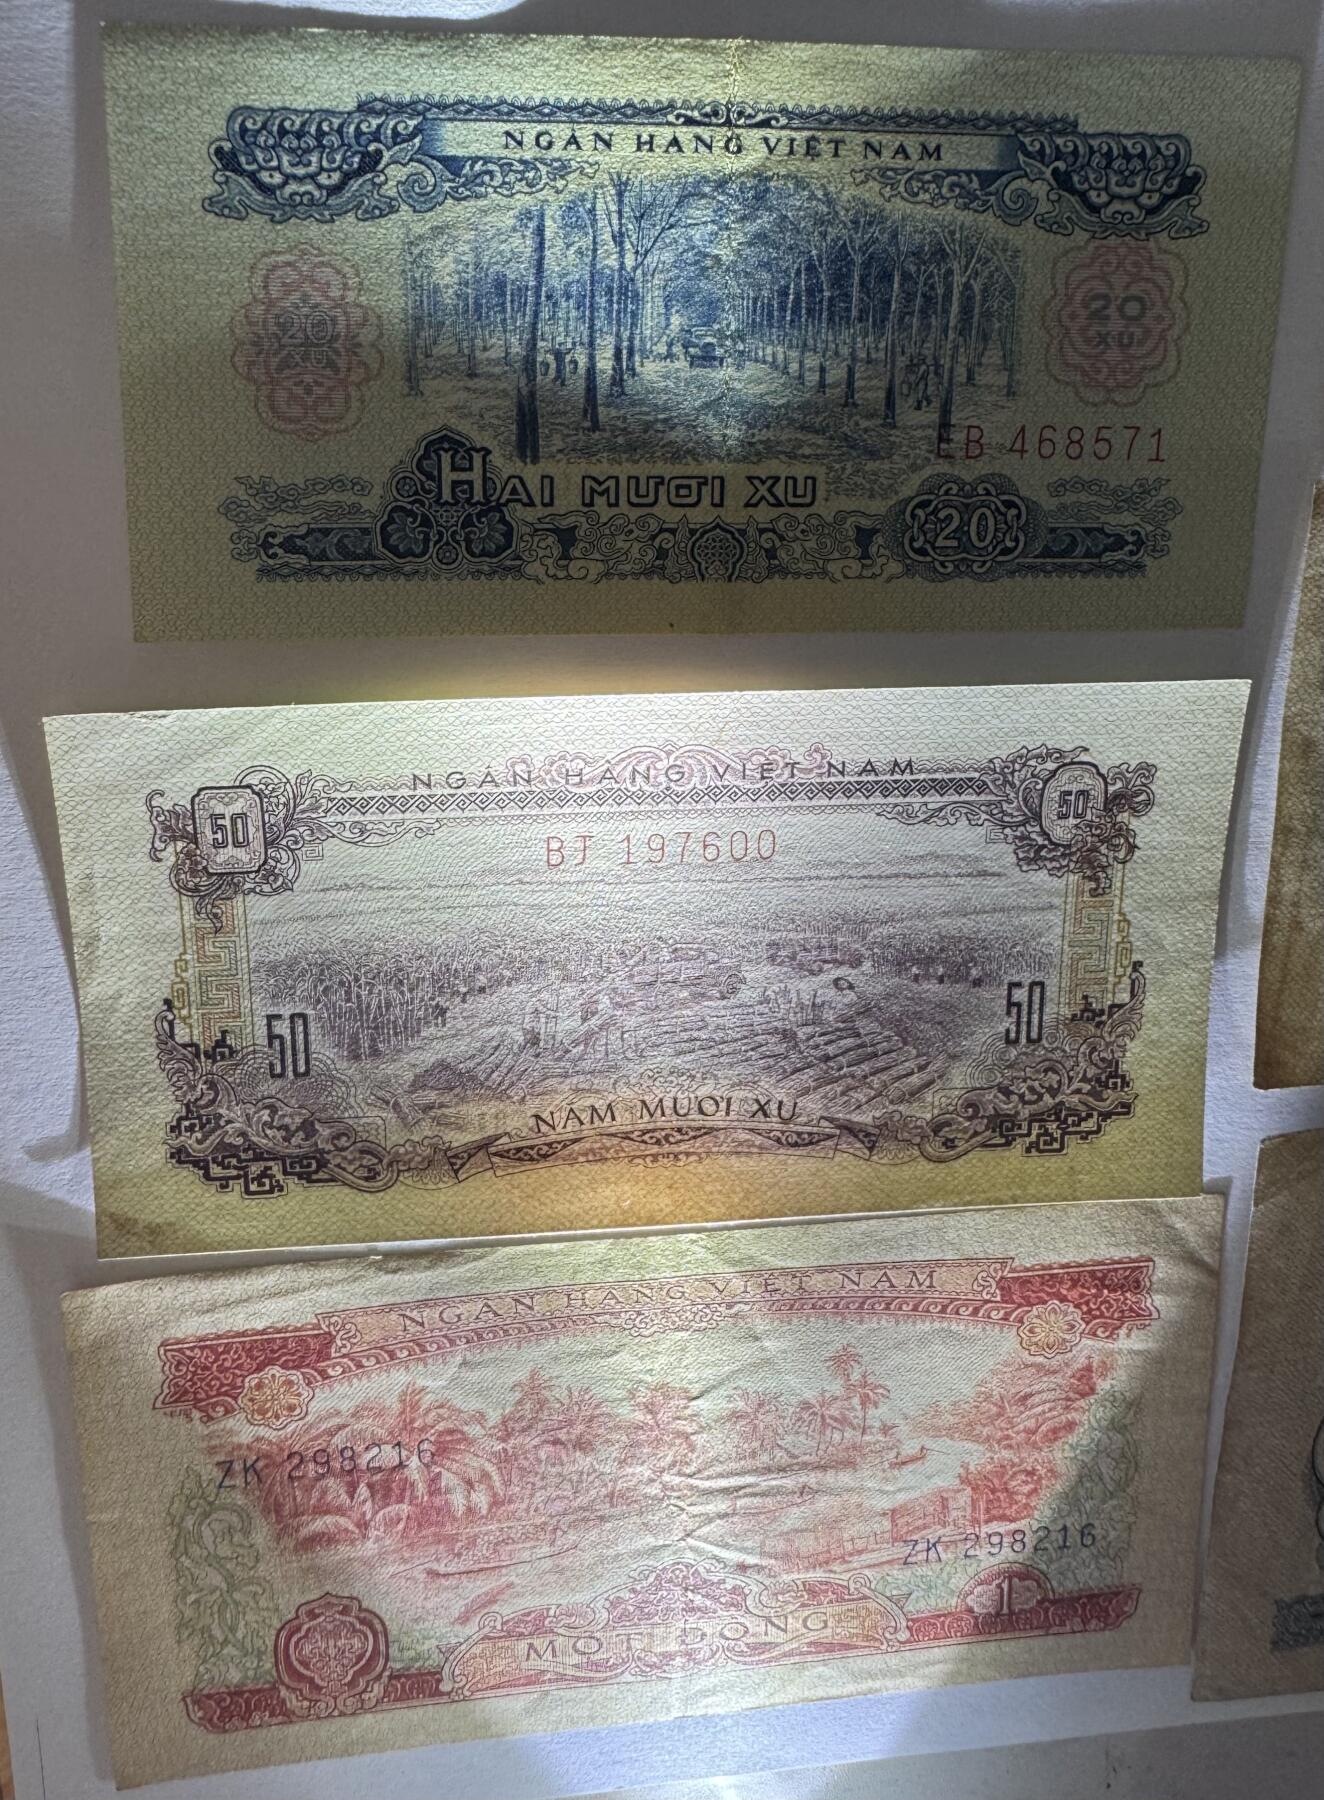 NGÂN HÀNG VIỆT NAM
20 XU
20 XU
EB 468571
HAI MƯƠI XU
20
NGÂN HÀNG VIỆT NAM
50
50
BJ 197600
50
50
NĂM MƯƠI XU
NGÂN HÀNG VIỆT NAM
ZK 298216
ZK 298216
1
MỘT ĐỒNG